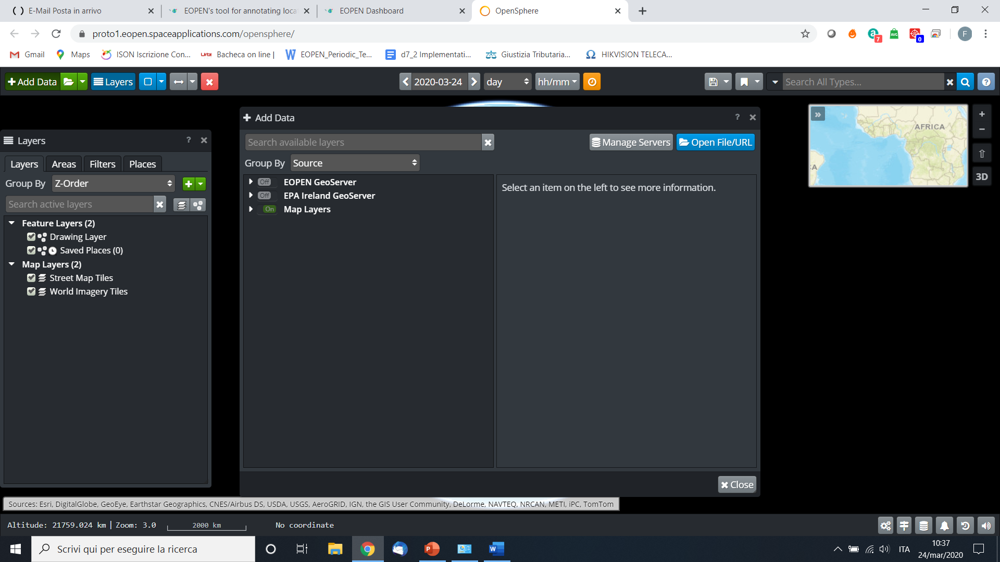 E-Mail Posta in arrivo
EOPEN's tool for annotating loca
EOPEN Dashboard
OpenSphere
proto1.eopen.spaceapplications.com/opensphere/
7
AVG
0
F
Gmail
Maps
ISON Iscrizione Con...
Bacheca on line |
EOPEN_Periodic_Te...
d7_2 Implementati...
Giustizia Tributaria...
HIKVISION TELECA...
Add Data
Layers
2020-03-24
day
hh/mm
Search All Types...
Add Data
?
Search available layers
Manage Servers
Open File/URL
Group By
Source
Off EOPEN GeoServer
Off EPA Ireland GeoServer
On Map Layers
Select an item on the left to see more information.
Close
Layers
?
Layers
Areas
Filters
Places
Group By
Z-Order
Search active layers
Feature Layers (2)
Drawing Layer
Saved Places (0)
Map Layers (2)
Street Map Tiles
World Imagery Tiles
AFRICA
CA
3D
Sources: Esri, DigitalGlobe, GeoEye, Earthstar Geographics, CNES/Airbus DS, USDA, USGS, AeroGRID, IGN, the GIS User Community, DeLorme, NAVTEQ, NRCAN, METI, iPC, TomTom
Altitude: 21759.024 km | Zoom: 3.0
2000 km
No coordinate
Scrivi qui per eseguire la ricerca
ITA
10:37
24/mar/2020